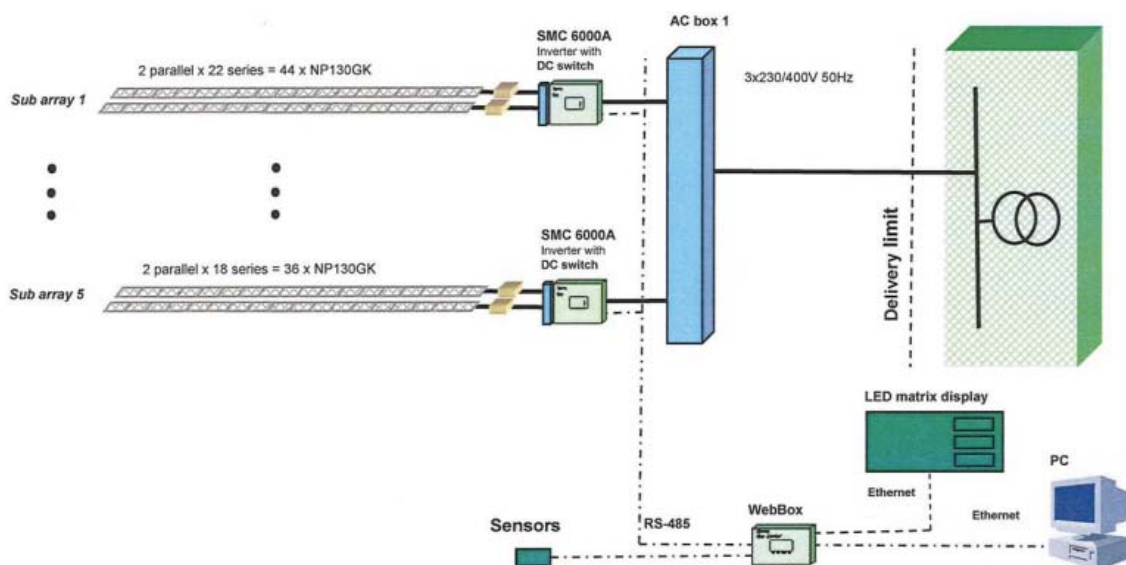 AC box 1
SMC 6000A
Inverter with
DC switch
2 parallel x 22 series = 44 x NP130GK
3x230/400V 50Hz
Sub array 1
SMC 6000A
Inverter with
DC switch
2 parallel x 18 series = 36 x NP130GK
Sub array 5
Delivery limit
LED matrix display
PC
Ethernet
Ethernet
WebBox
RS-485
Sensors